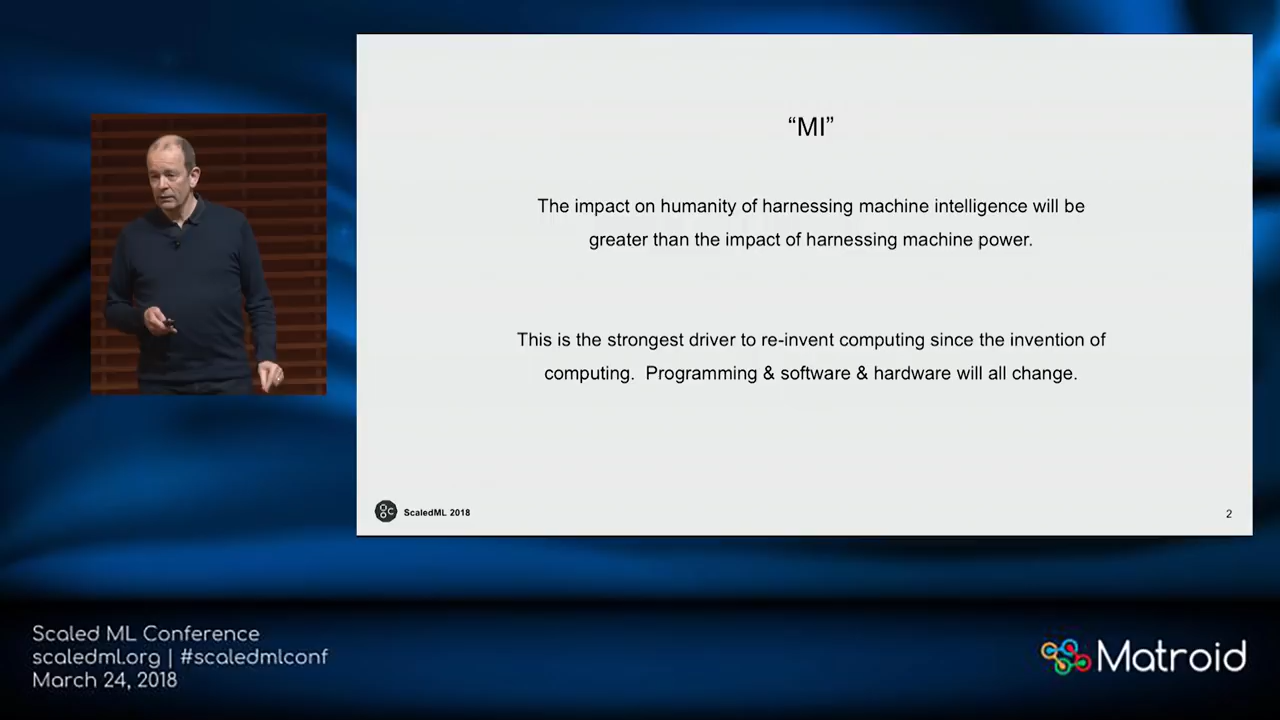 “MI”
The impact on humanity of harnessing machine intelligence will be
greater than the impact of harnessing machine power.
This is the strongest driver to re-invent computing since the invention of
computing.  Programming & software & hardware will all change.
ScaledML 2018
2
Scaled ML Conference
scaledml.org | #scaledmlconf
March 24, 2018
Matroid